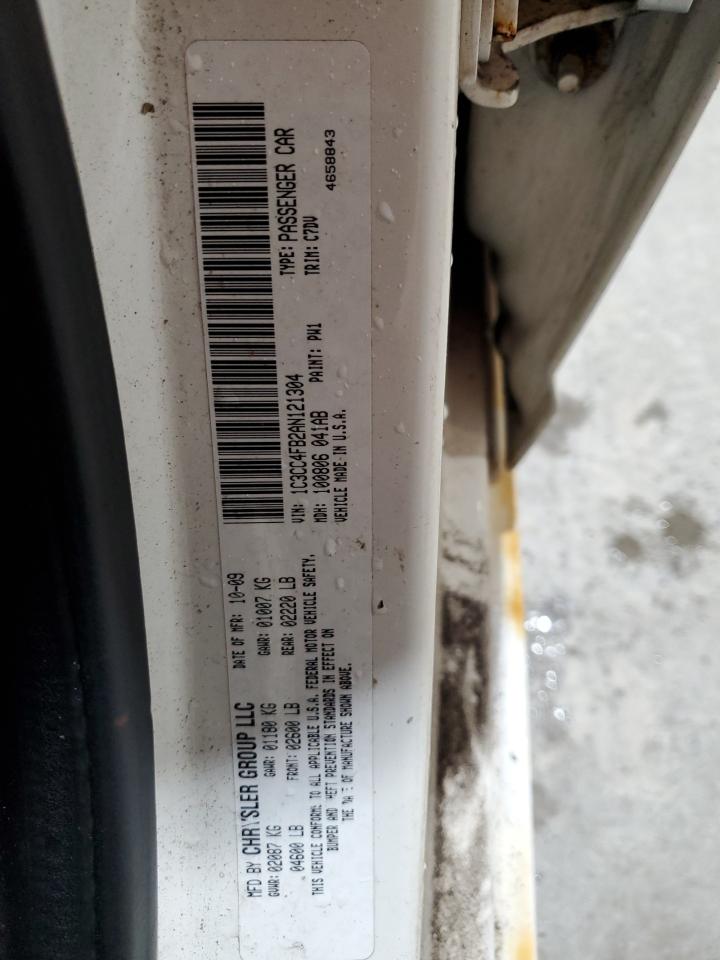 MFD BY CHRYSLER GROUP LLC DATE OF MFR: 10-09
GVWR: 02087 KG GAWR: 01180 KG GAWR: 01007 KG
04600 LB FRONT: 02600 LB REAR: 02220 LB
THIS VEHICLE CONFORMS TO ALL APPLICABLE U.S.A. FEDERAL MOTOR VEHICLE SAFETY,
BUMPER AND THEFT PREVENTION STANDARDS IN EFFECT ON
THE DATE OF MANUFACTURE SHOWN ABOVE.
VIN: 1C3CC4FB2AN121304 TYPE: PASSENGER CAR
MDH: 100806 041AB PAINT: PW1 TRIM: C7DV
VEHICLE MADE IN U.S.A. 4658843